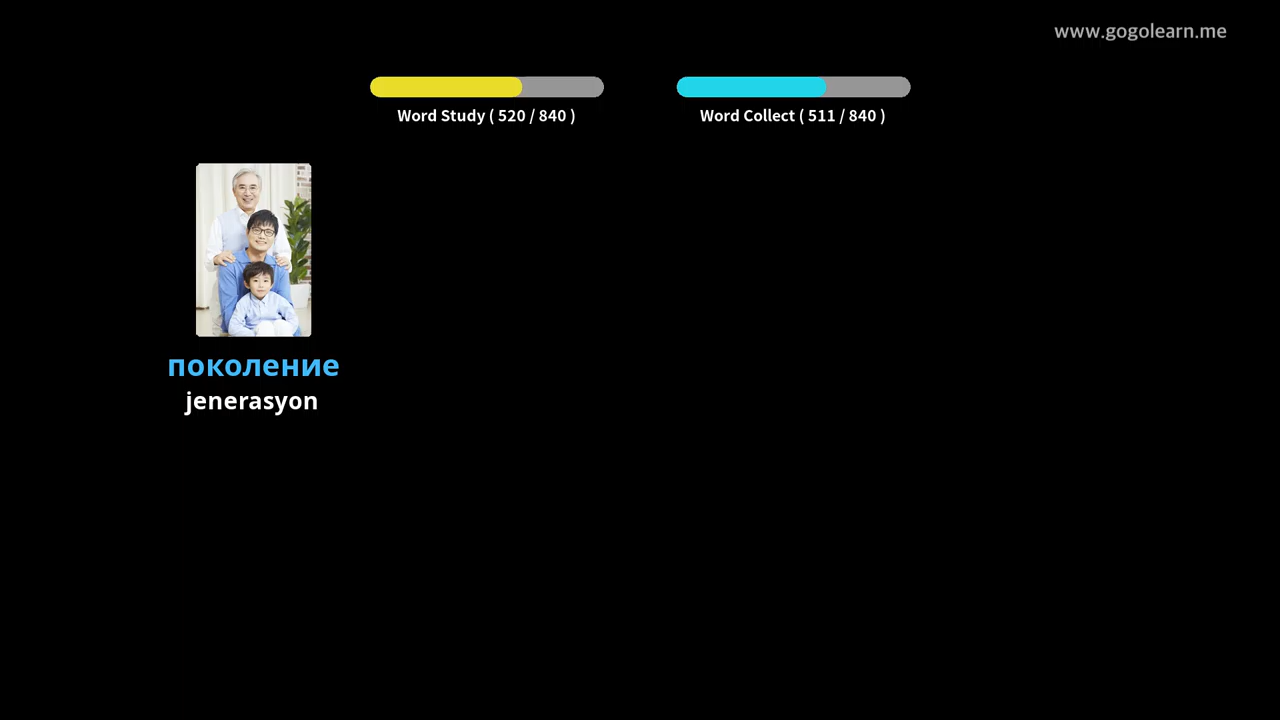 www.gogolearn.me
Word Study ( 520 / 840 )
Word Collect ( 511 / 840 )
поколение
jenerasyon